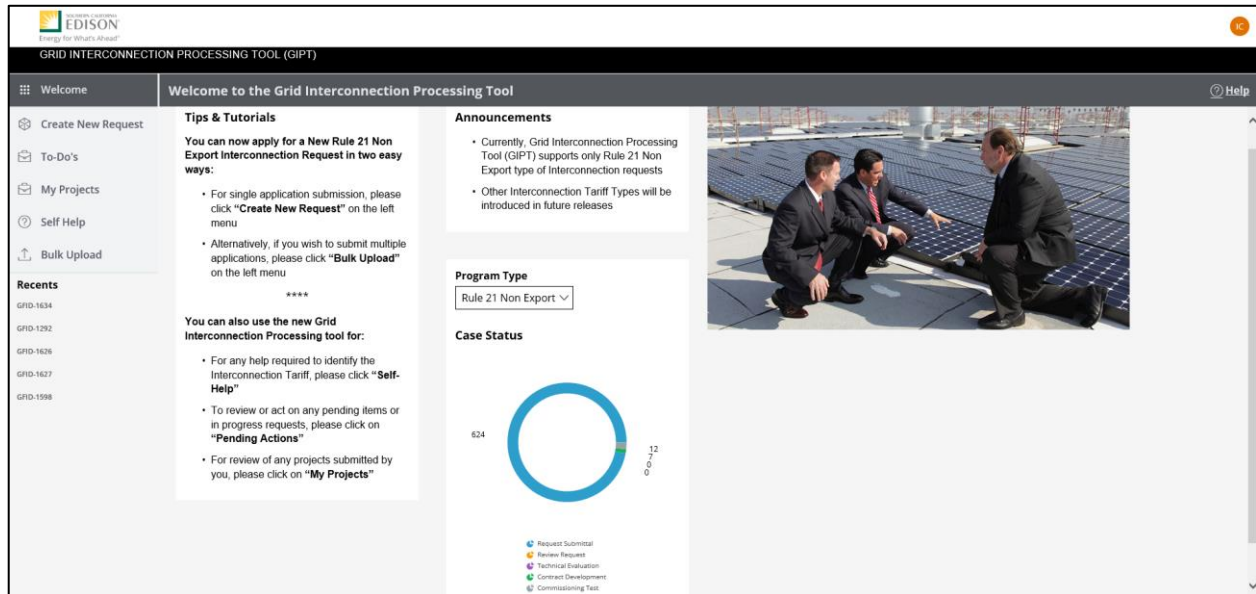 SOUTHERN CALIFORNIA
EDISON
Energy for What's Ahead℠
IC
GRID INTERCONNECTION PROCESSING TOOL (GIPT)
Welcome
Welcome to the Grid Interconnection Processing Tool
Help
Create New Request
To-Do's
My Projects
Self Help
Bulk Upload
Recents
GFID-1634
GFID-1292
GFID-1626
GFID-1627
GFID-1598
Tips & Tutorials
You can now apply for a New Rule 21 Non
Export Interconnection Request in two easy
ways:
• For single application submission, please
click “Create New Request” on the left
menu
• Alternatively, if you wish to submit multiple
applications, please click “Bulk Upload”
on the left menu
****
You can also use the new Grid
Interconnection Processing tool for:
• For any help required to identify the
Interconnection Tariff, please click “Self-
Help”
• To review or act on any pending items or
in progress requests, please click on
“Pending Actions”
• For review of any projects submitted by
you, please click on “My Projects”
Announcements
• Currently, Grid Interconnection Processing
Tool (GIPT) supports only Rule 21 Non
Export type of Interconnection requests
• Other Interconnection Tariff Types will be
introduced in future releases
Program Type
Rule 21 Non Export
Case Status
624
12
7
0
0
Request Submittal
Review Request
Technical Evaluation
Contract Development
Commissioning Test